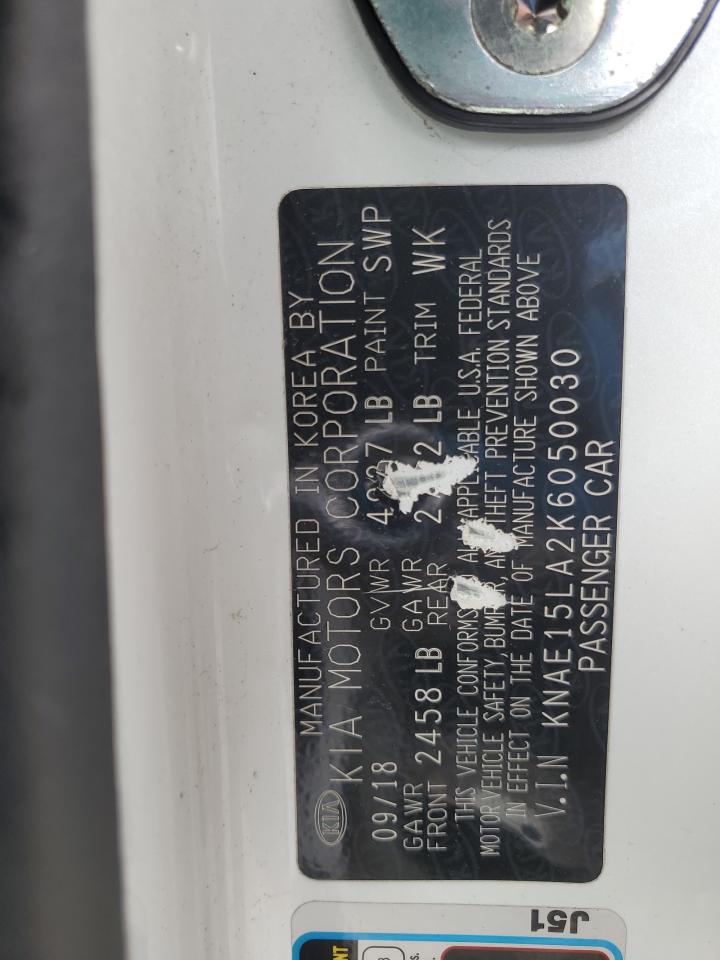 MANUFACTURED IN KOREA BY
KIA KIA MOTORS CORPORATION
09/18 GVWR LB PAINT SWP
GAWR FRONT 2458 LB GAWR REAR LB TRIM WK
THIS VEHICLE CONFORMS APPLICABLE U.S.A. FEDERAL
MOTOR VEHICLE SAFETY, THEFT PREVENTION STANDARDS
IN EFFECT ON THE DATE OF MANUFACTURE SHOWN ABOVE
V.I.N KNAE15LA2K6050030
PASSENGER CAR
J51